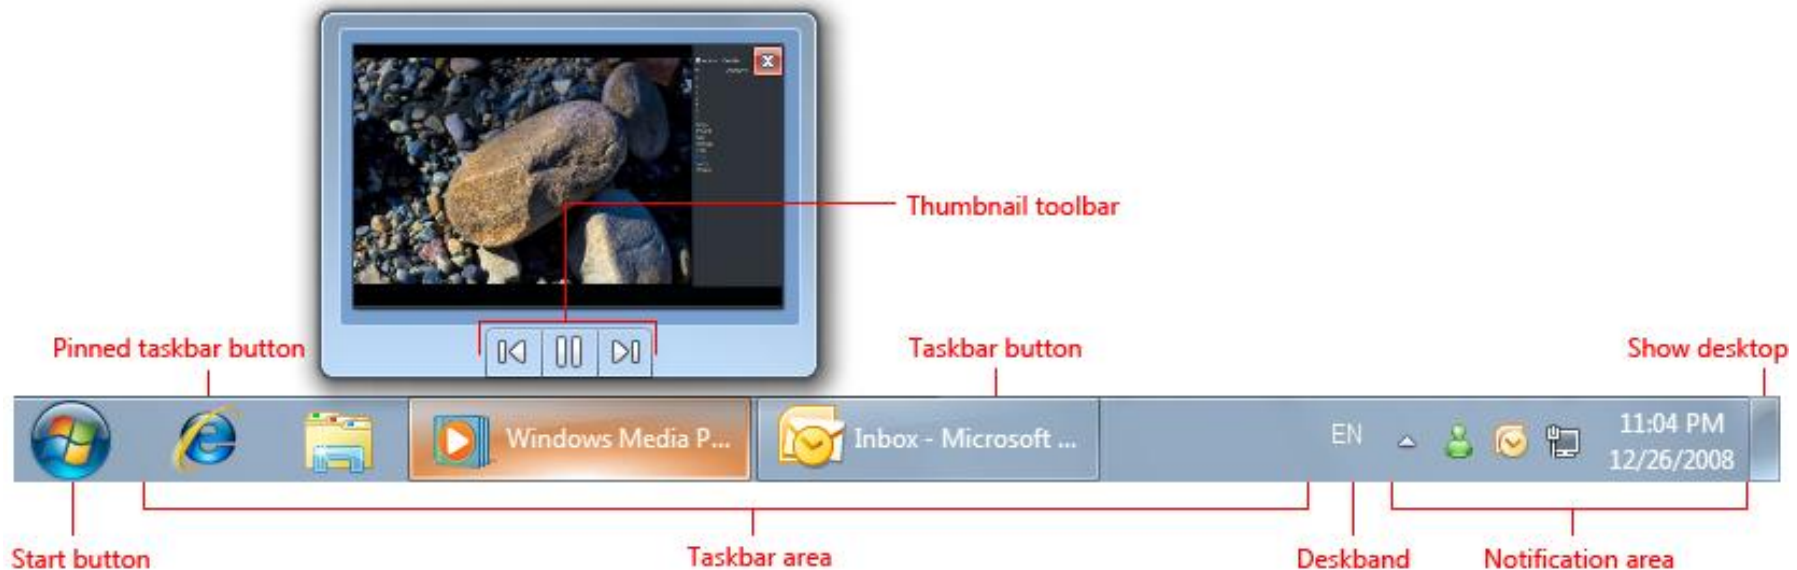 Thumbnail toolbar
Pinned taskbar button
Taskbar button
Show desktop
Windows Media P...
Inbox - Microsoft ...
EN
11:04 PM
12/26/2008
Start button
Taskbar area
Deskband
Notification area